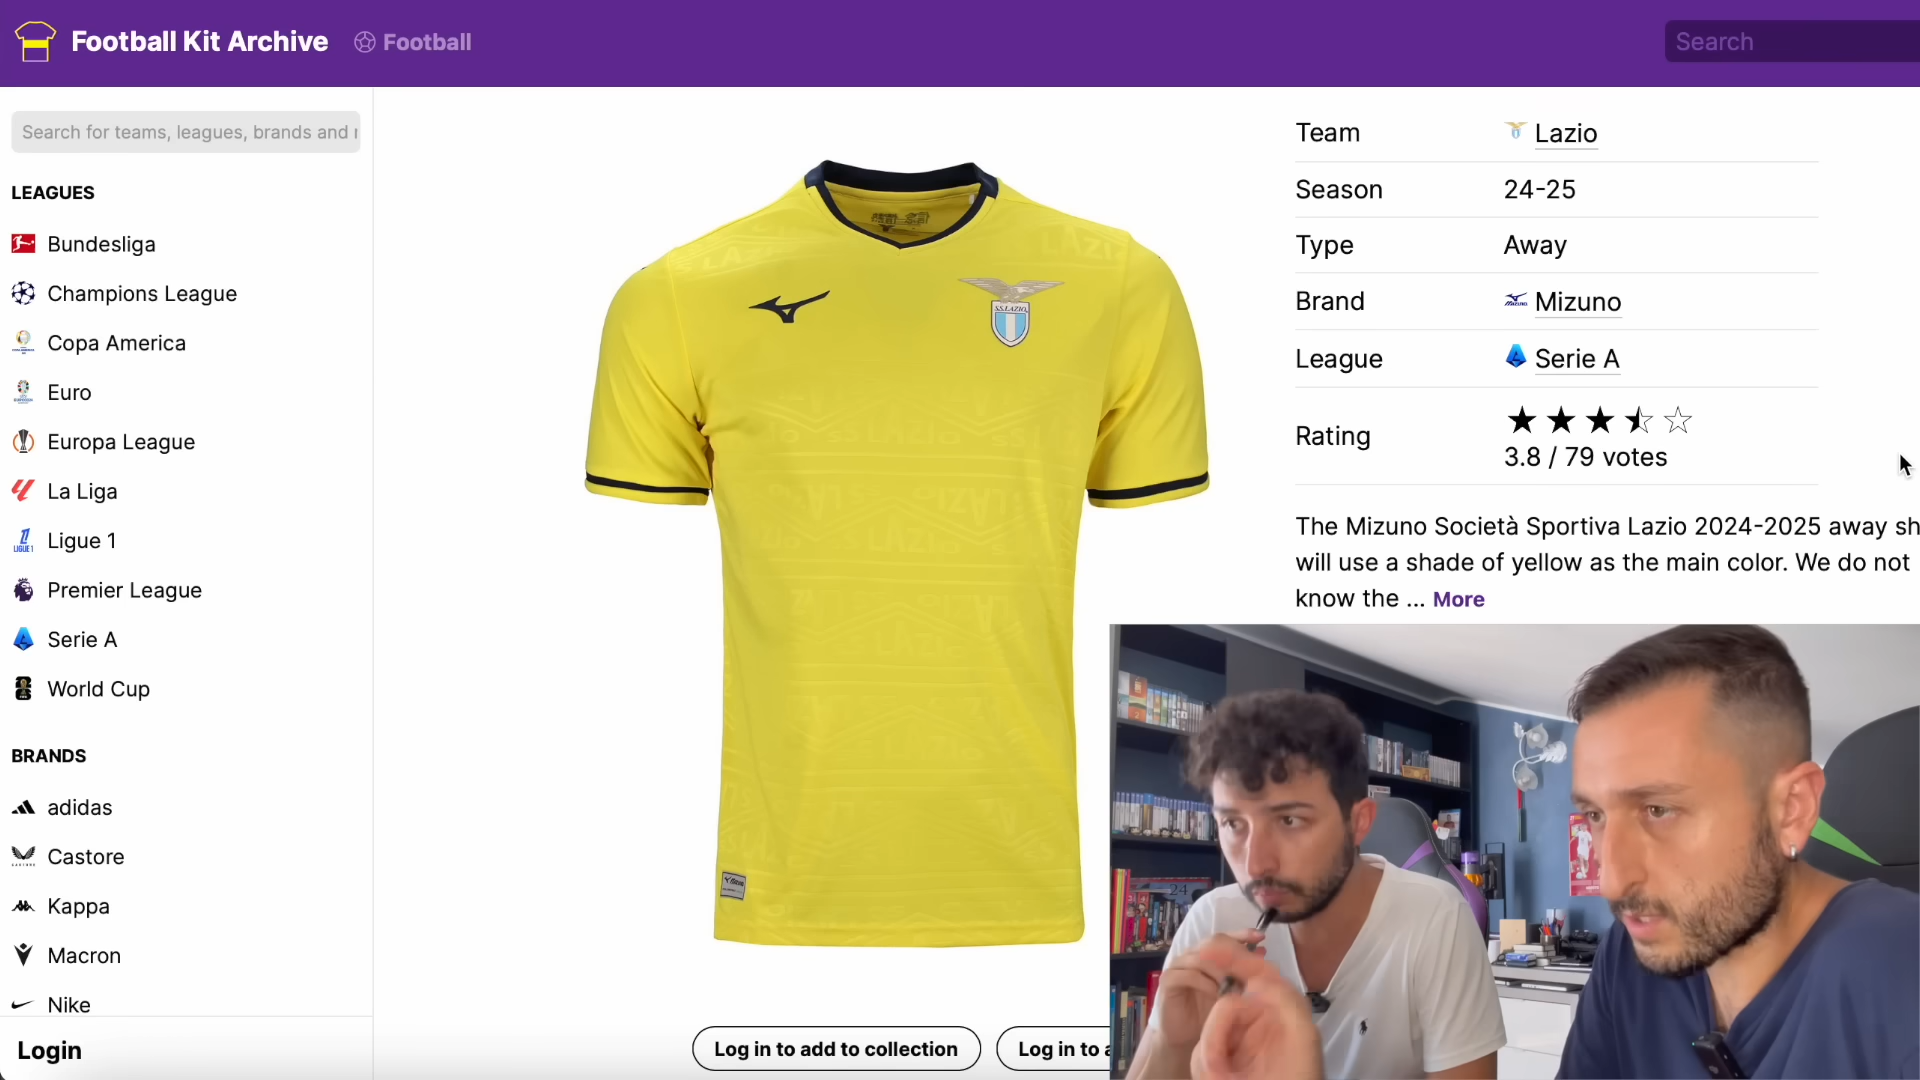 Football Kit Archive
Football
Search
Search for teams, leagues, brands and
LEAGUES
Bundesliga
Champions League
Copa America
Euro
Europa League
La Liga
Ligue 1
Premier League
Serie A
World Cup
BRANDS
adidas
Castore
Kappa
Macron
Nike
Login
S.S.LAZIO
LAZIO
Log in to add to collection
Log in to
Team Lazio
Season 24-25
Type Away
Brand Mizuno
League Serie A
Rating
3.8 / 79 votes
The Mizuno Società Sportiva Lazio 2024-2025 away sh
will use a shade of yellow as the main color. We do not
know the ... More
24